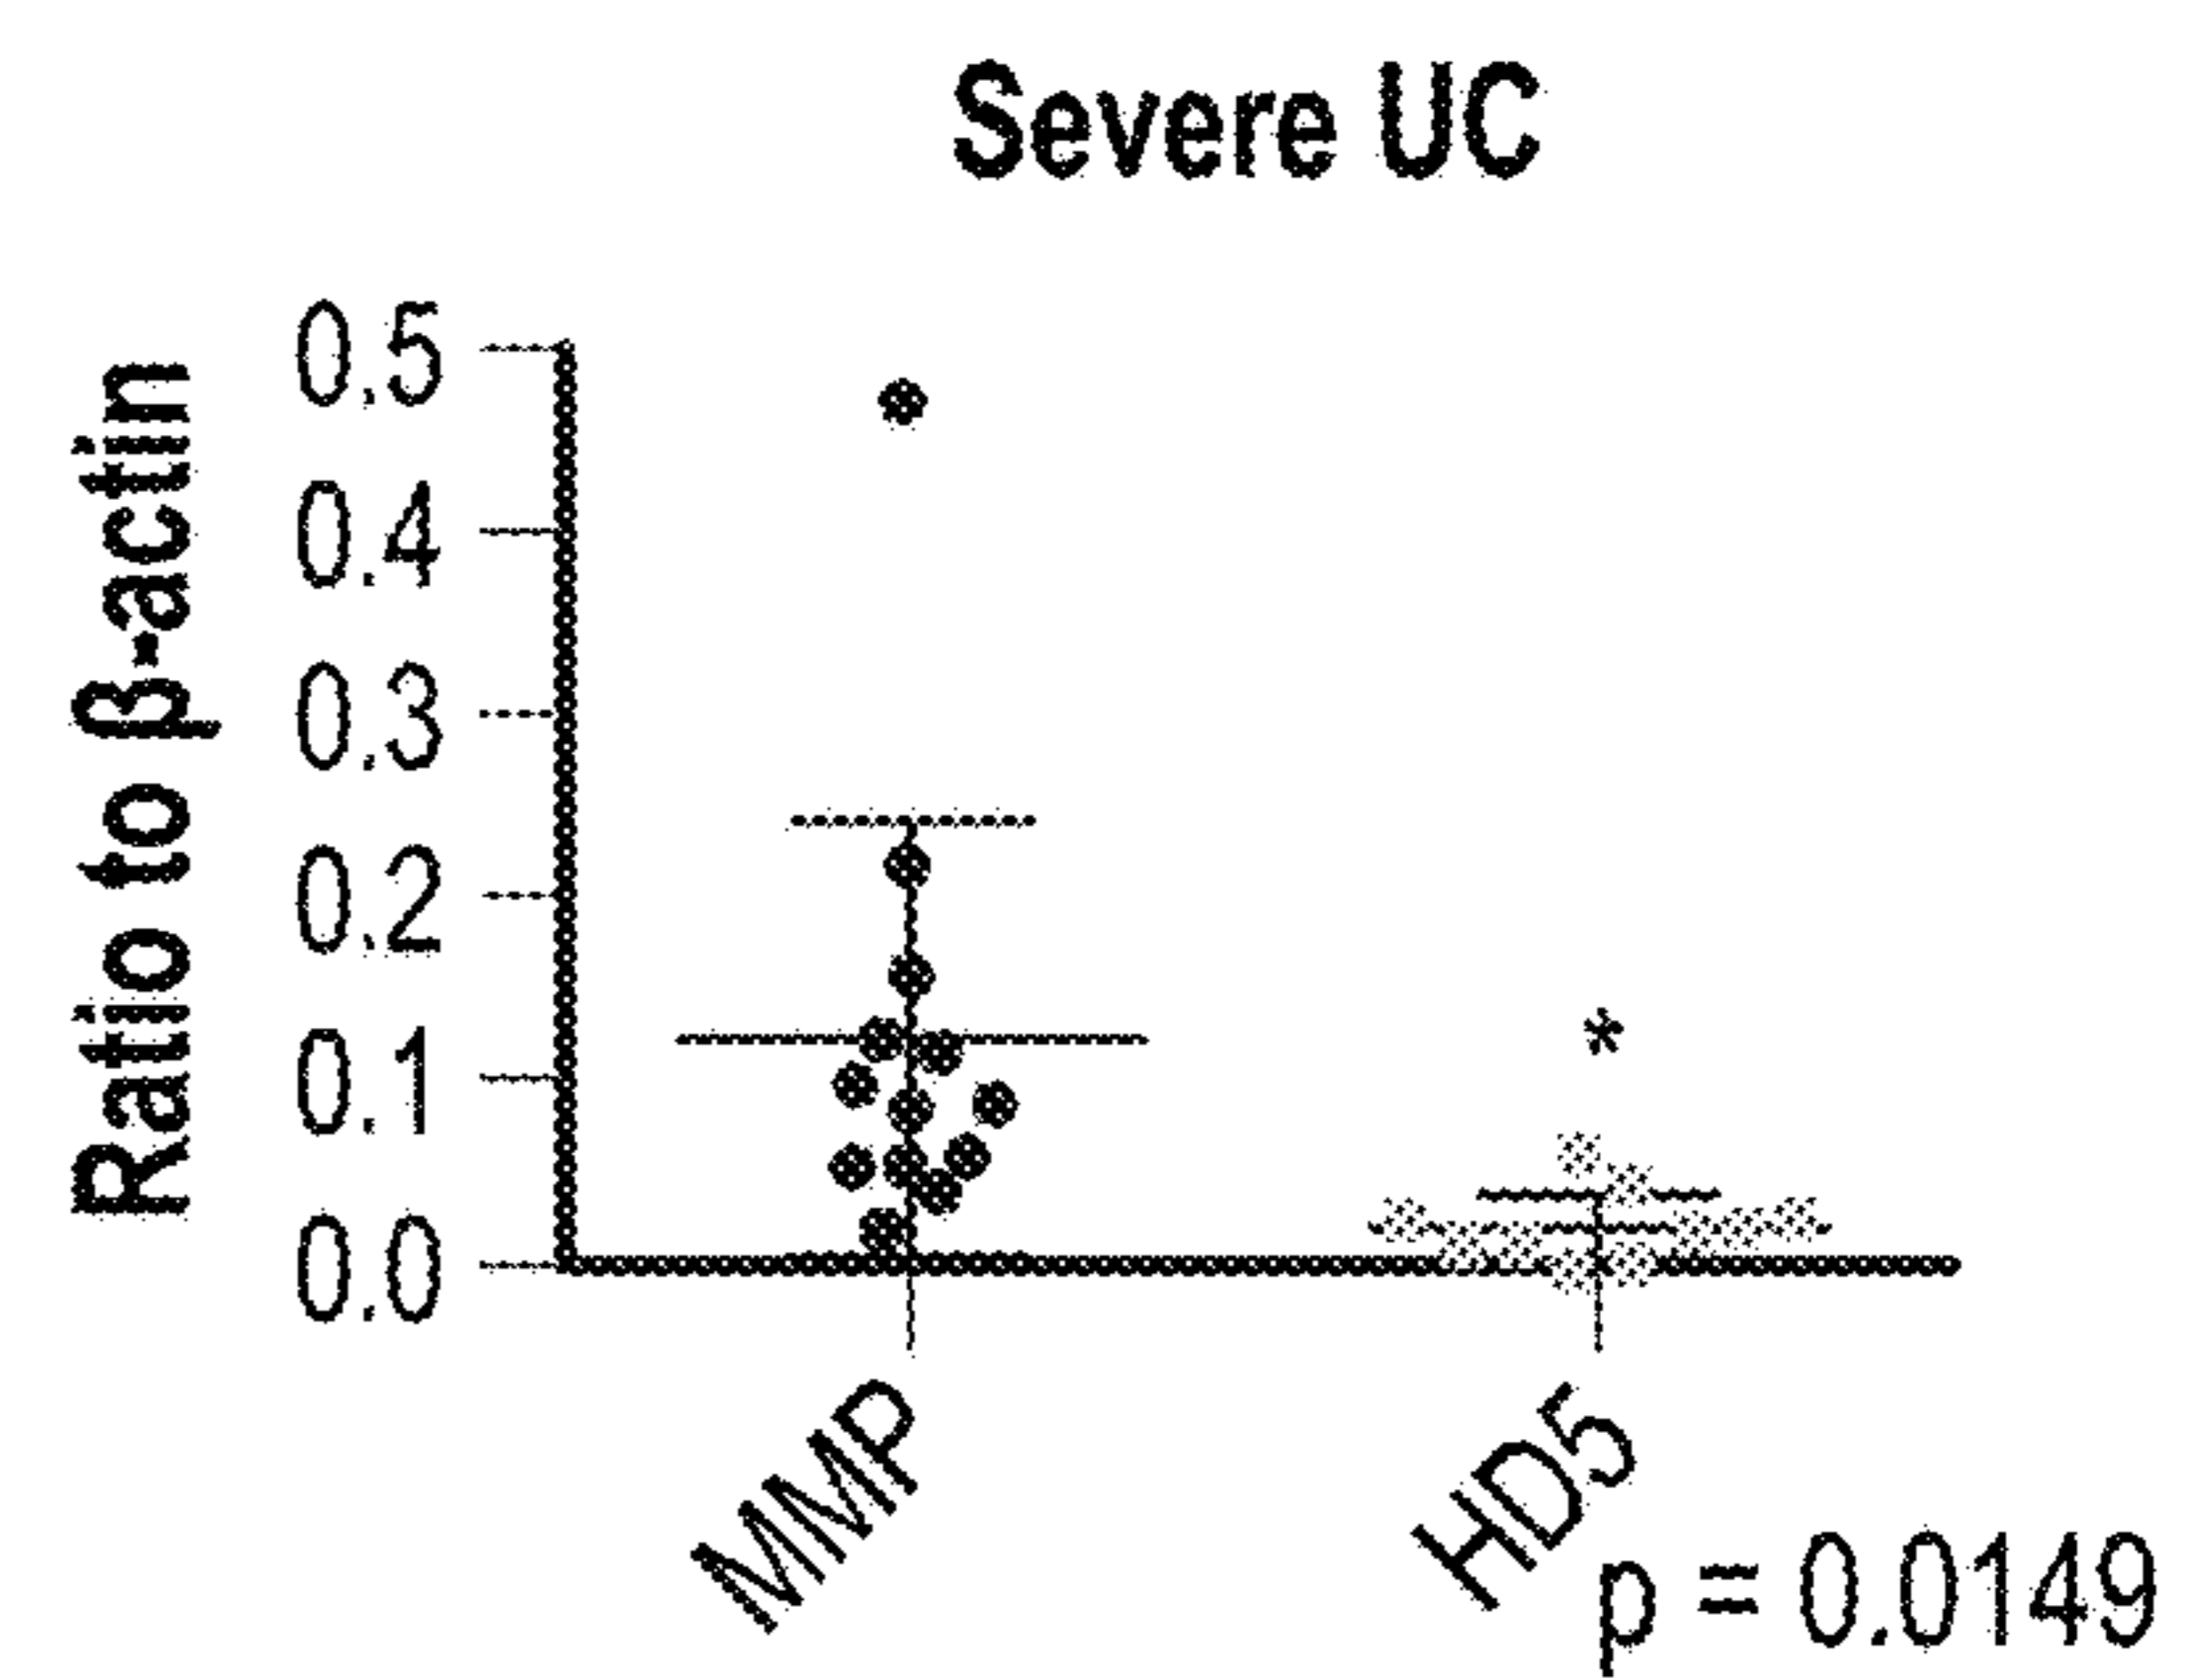 Severe UC
Ratio to β-actin
0.5
0.4
0.3
0.2
0.1
0.0
*
MMP
HD5
p = 0.0149